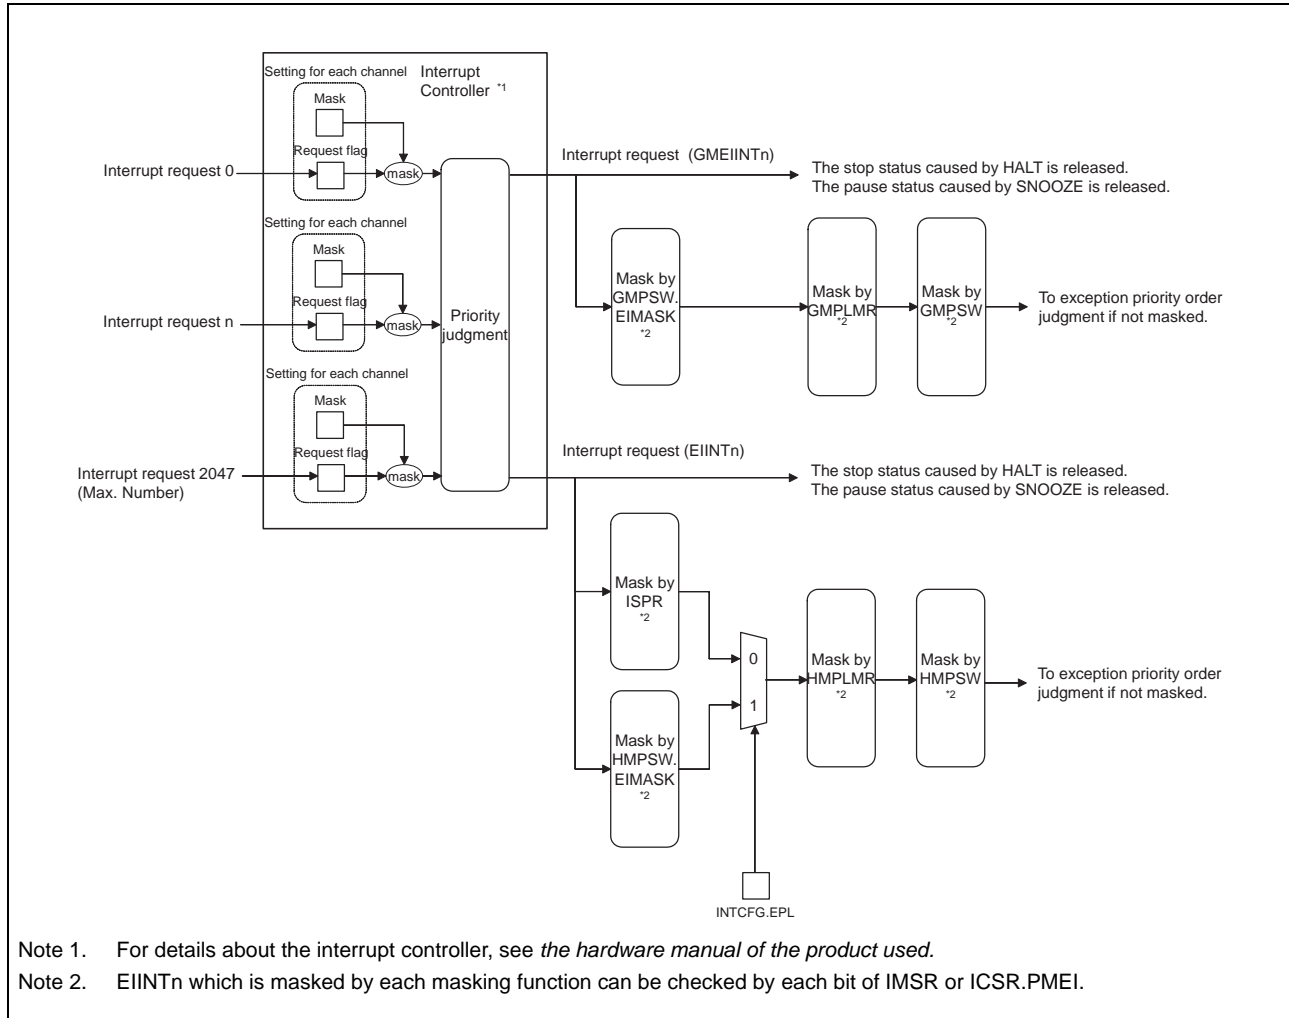 Setting for each channel
Interrupt
Controller *1
Mask
Request flag
Interrupt request 0
mask
Setting for each channel
Mask
Request flag
Interrupt request n
mask
Setting for each channel
Mask
Request flag
Interrupt request 2047
(Max. Number)
mask
Priority
judgment
Interrupt request (GMEIINTn)
The stop status caused by HALT is released.
The pause status caused by SNOOZE is released.
Mask by
GMPSW.
EIMASK
*2
Mask by
GMPLMR
*2
Mask by
GMPSW
*2
To exception priority order
judgment if not masked.
Interrupt request (EIINTn)
The stop status caused by HALT is released.
The pause status caused by SNOOZE is released.
Mask by
ISPR
*2
Mask by
HMPSW.
EIMASK
*2
0
1
Mask by
HMPLMR
*2
Mask by
HMPSW
*2
To exception priority order
judgment if not masked.
INTCFG.EPL
Note 1. For details about the interrupt controller, see the hardware manual of the product used.
Note 2. EIINTn which is masked by each masking function can be checked by each bit of IMSR or ICSR.PMEI.